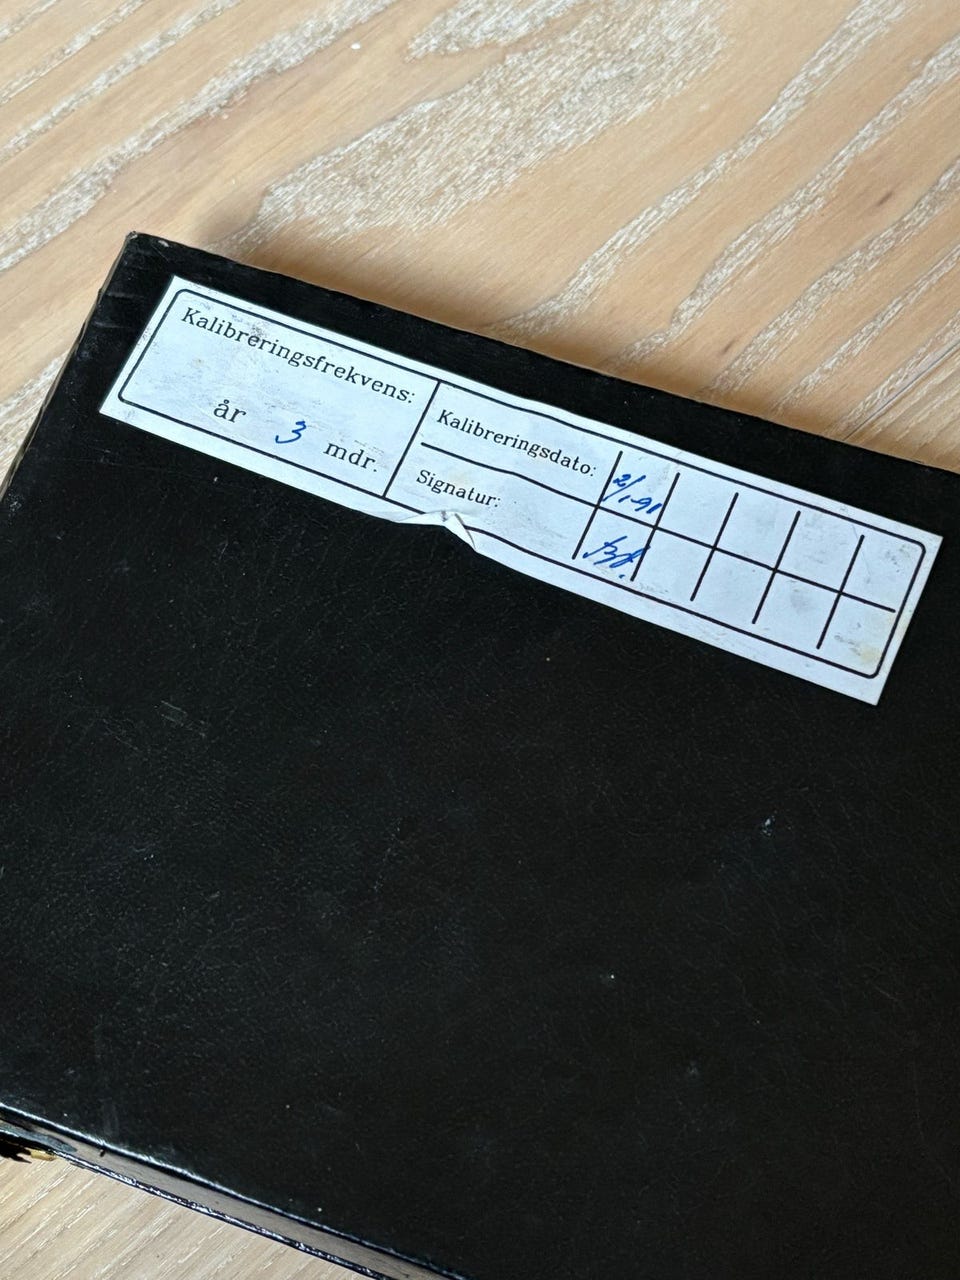 Kalibreringsfrekvens:
år 3 mdr.
Kalibreringsdato: 2/1-91
Signatur: